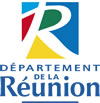 DÉPARTEMENT
DE LA
Réunion